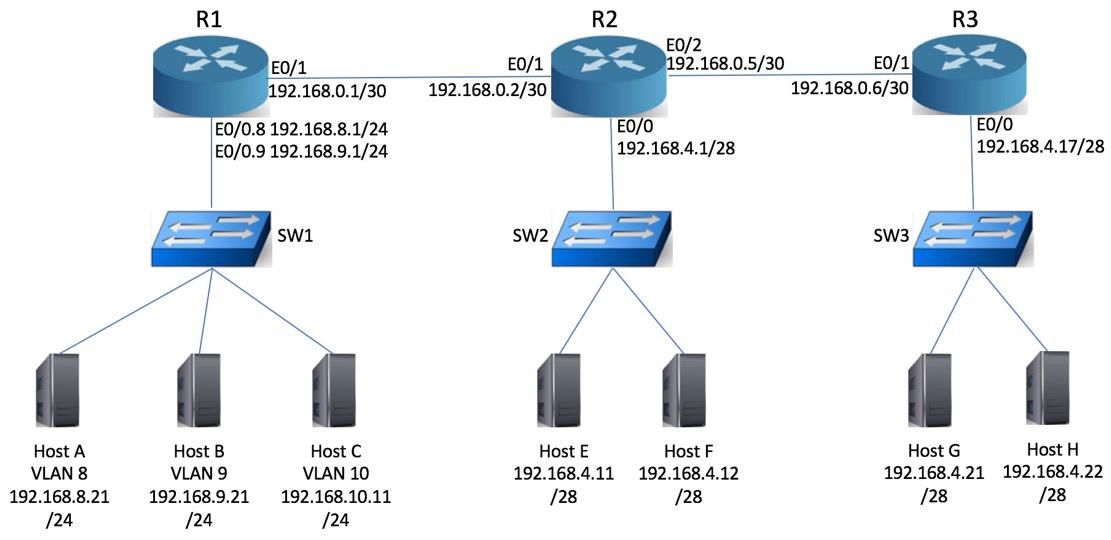 R1
R2
R3
E0/1
192.168.0.1/30
E0/1
192.168.0.2/30
E0/2
192.168.0.5/30
E0/1
192.168.0.6/30
E0/0.8 192.168.8.1/24
E0/0.9 192.168.9.1/24
E0/0
192.168.4.1/28
E0/0
192.168.4.17/28
SW1
SW2
SW3
Host A
VLAN 8
192.168.8.21
/24
Host B
VLAN 9
192.168.9.21
/24
Host C
VLAN 10
192.168.10.11
/24
Host E
192.168.4.11
/28
Host F
192.168.4.12
/28
Host G
192.168.4.21
/28
Host H
192.168.4.22
/28